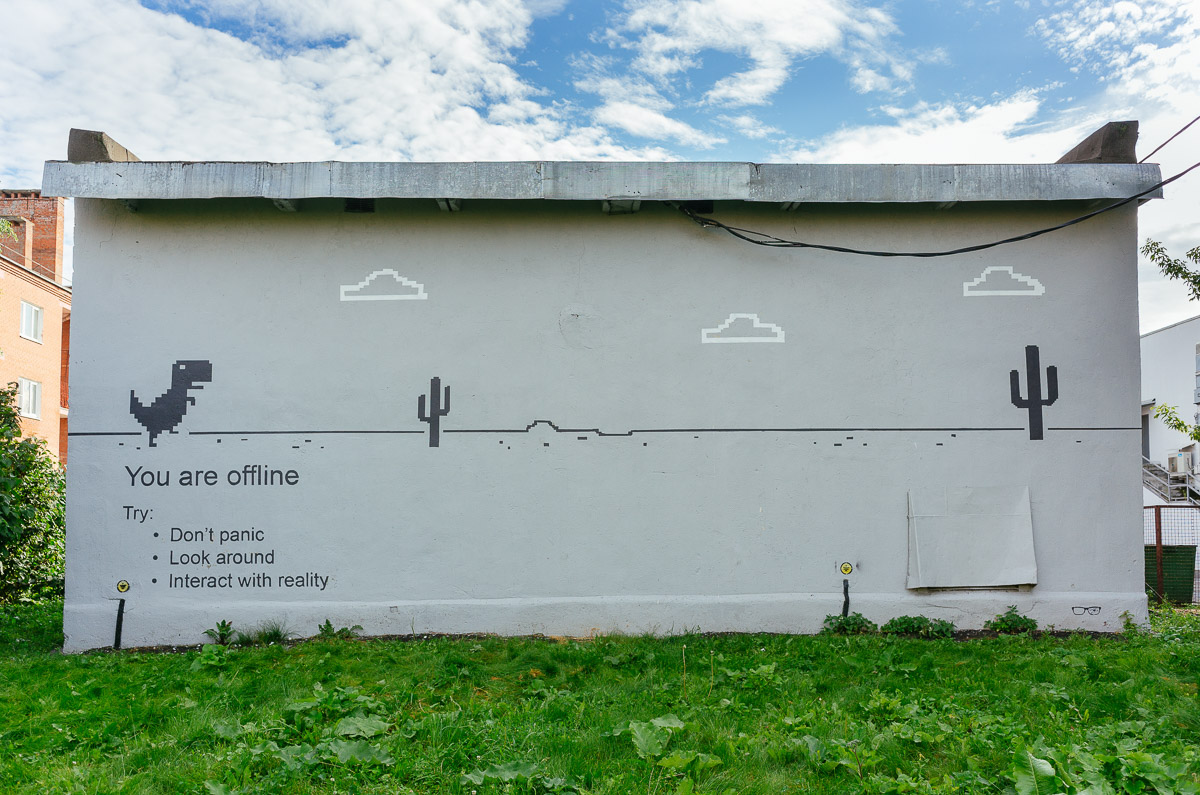 You are offline
Try:
• Don't panic
• Look around
• Interact with reality